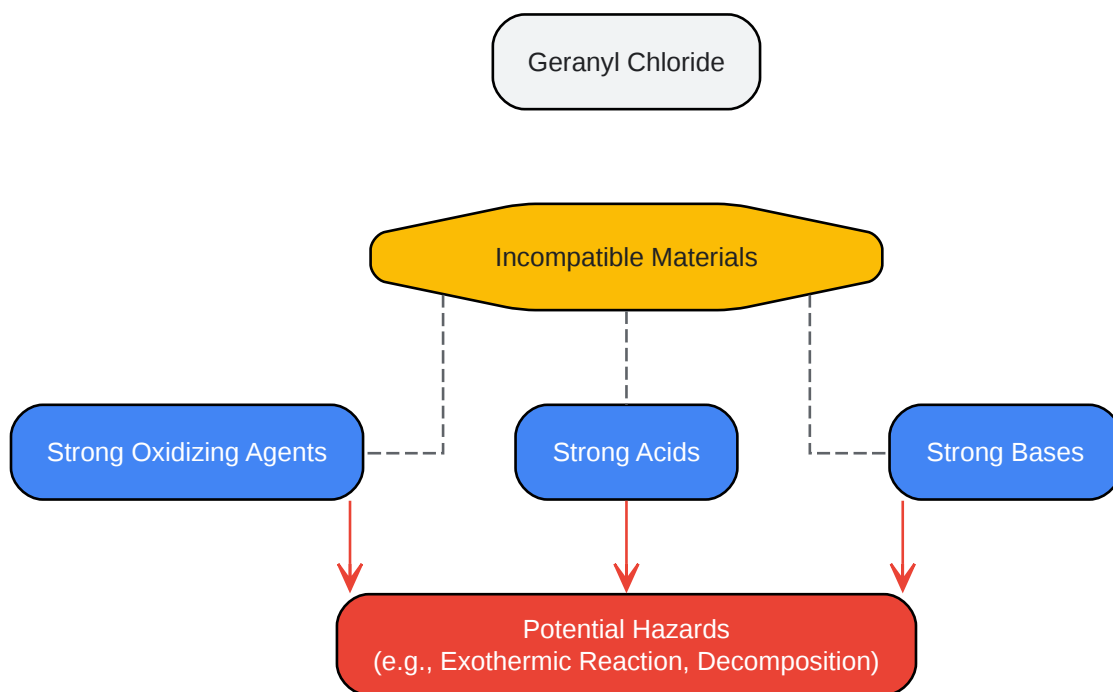 Geranyl Chloride
Incompatible Materials
Strong Oxidizing Agents
Strong Acids
Strong Bases
Potential Hazards
(e.g., Exothermic Reaction, Decomposition)